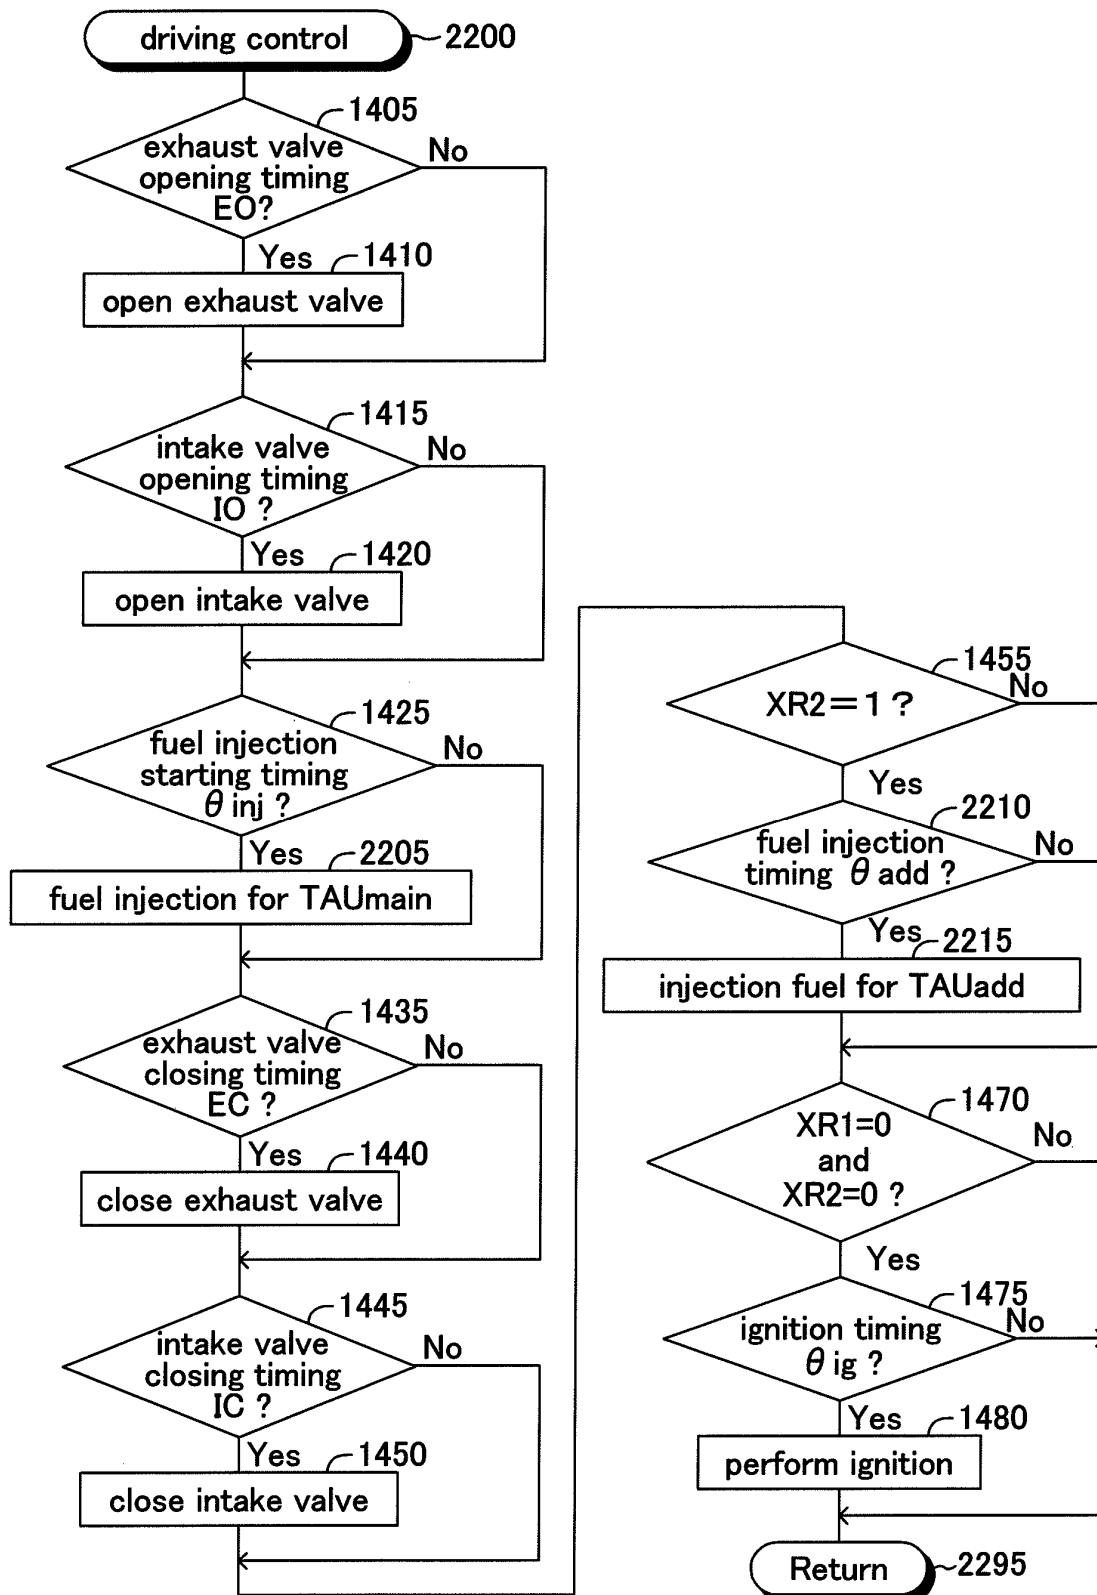 driving control
2200
1405
exhaust valve
opening timing
EO?
No
Yes
1410
open exhaust valve
1415
intake valve
opening timing
IO ?
No
Yes
1420
open intake valve
1425
fuel injection
starting timing
θ inj ?
No
Yes
2205
fuel injection for TAUmain
1435
exhaust valve
closing timing
EC ?
No
Yes
1440
close exhaust valve
1445
intake valve
closing timing
IC ?
No
Yes
1450
close intake valve
1455
XR2=1 ?
No
Yes
2210
fuel injection
timing θ add ?
No
Yes
2215
injection fuel for TAUadd
1470
XR1=0
and
XR2=0 ?
No
Yes
1475
ignition timing
θ ig ?
No
Yes
1480
perform ignition
Return
2295